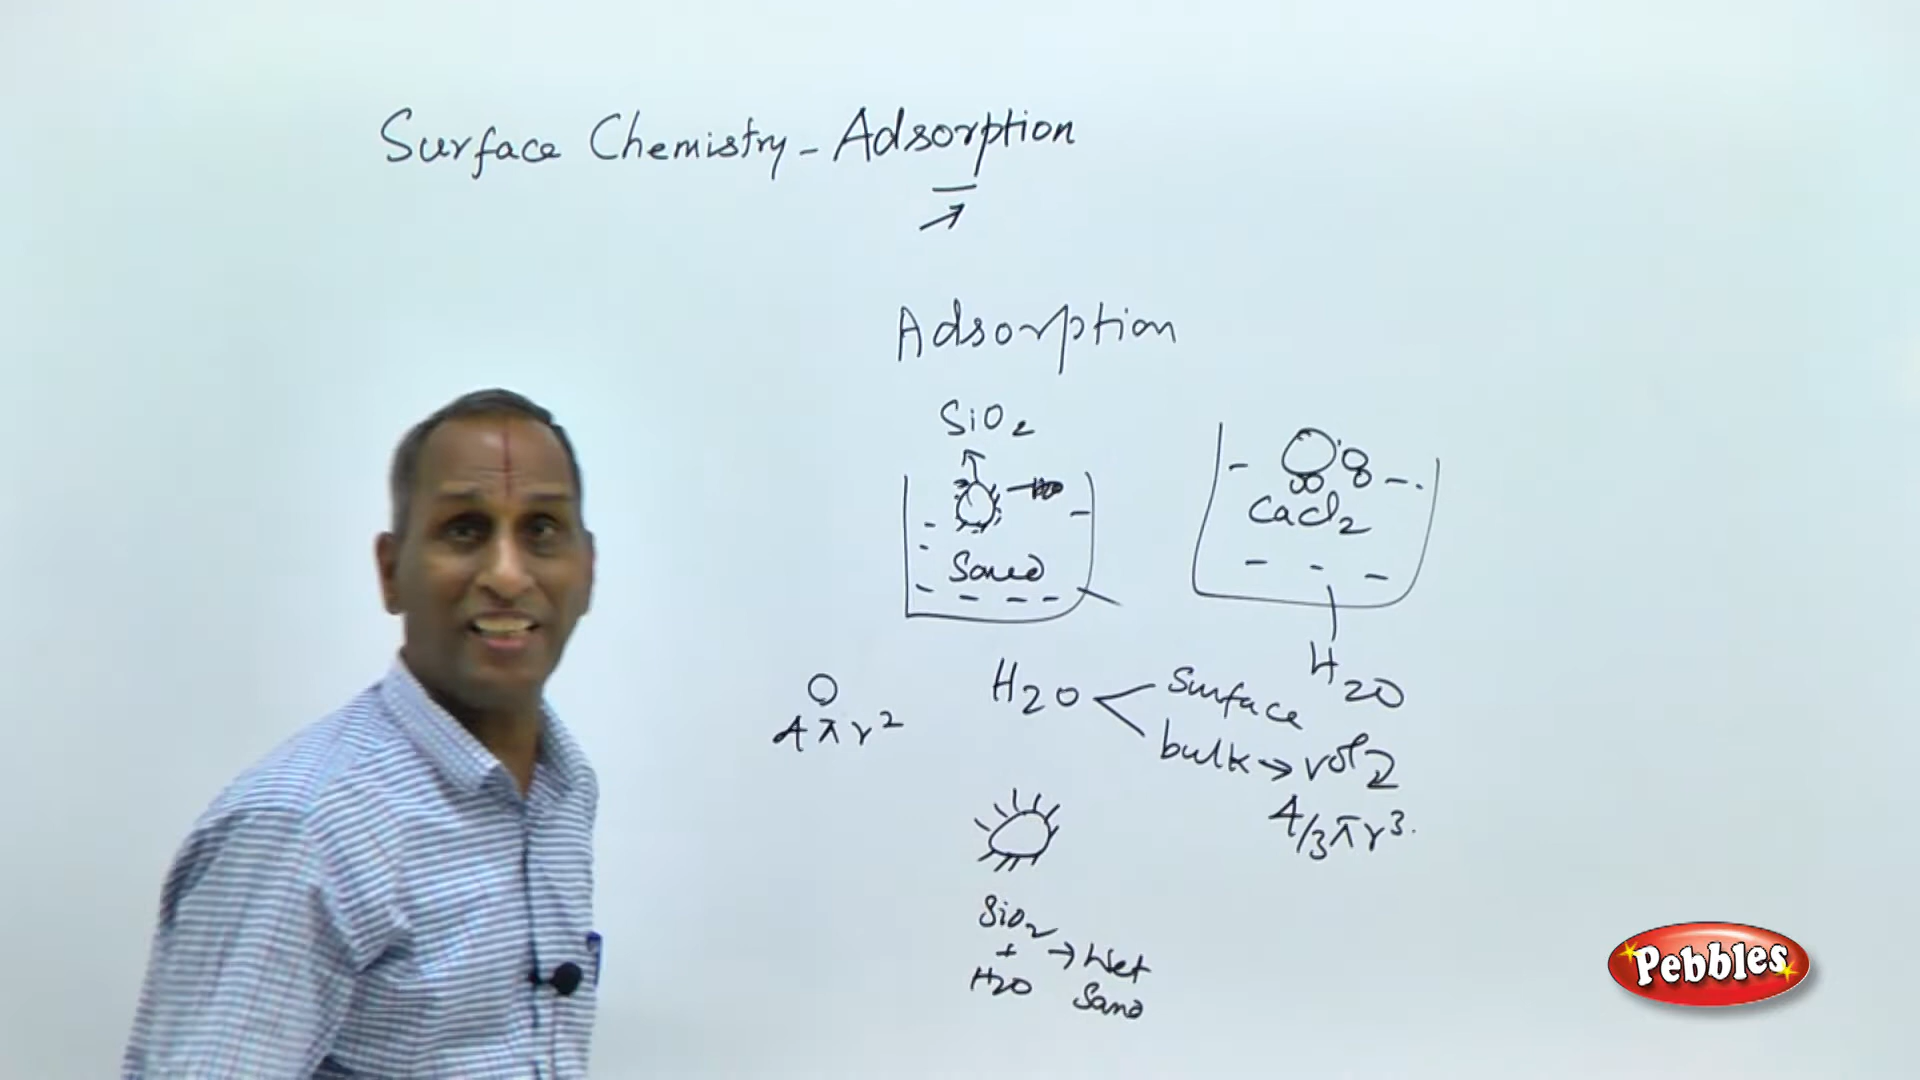 Surface Chemistry - Adsorption
Adsorption
SiO2
CaCl2
Sand
H2O
H2O
Surface
bulk → vol
4πr2
4/3πr3.
SiO2
+ → Wet
H2O Sand
Pebbles